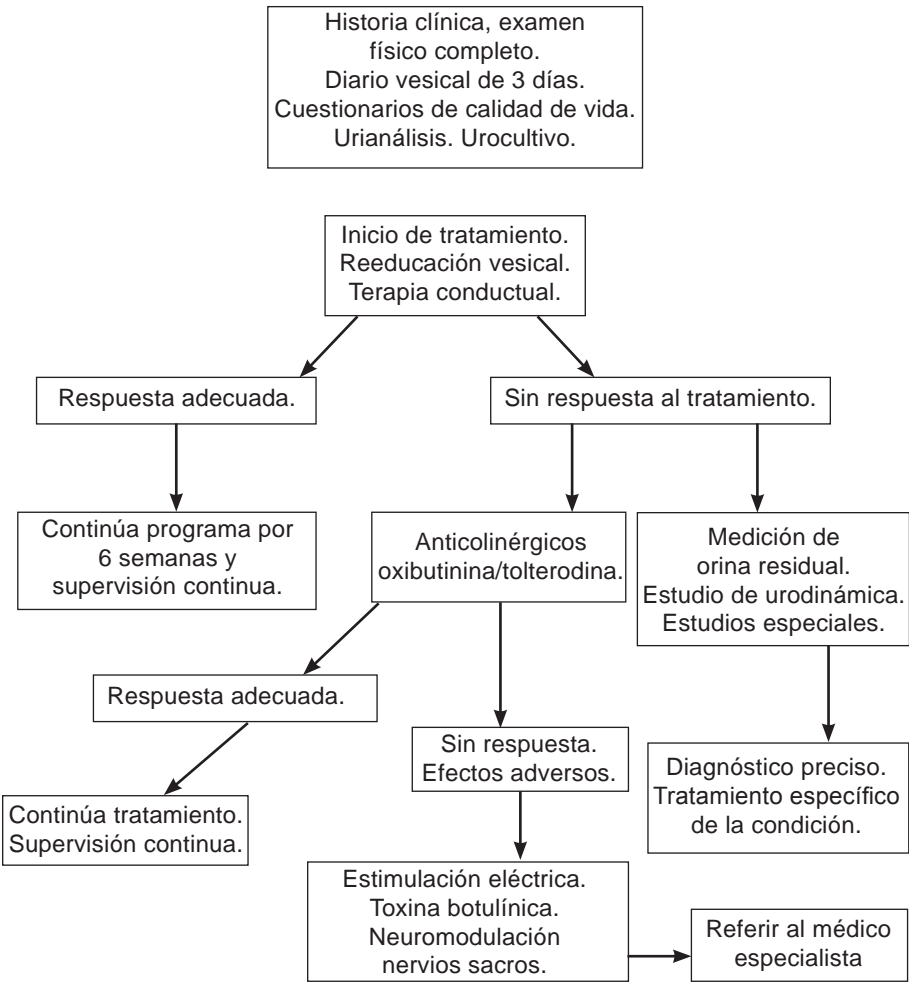 Historia clínica, examen
físico completo.
Diario vesical de 3 días.
Cuestionarios de calidad de vida.
Urianálisis. Urocultivo.
Inicio de tratamiento.
Reeducación vesical.
Terapia conductual.
Respuesta adecuada.
Sin respuesta al tratamiento.
Continúa programa por
6 semanas y
supervisión continua.
Anticolinérgicos
oxibutinina/tolterodina.
Medición de
orina residual.
Estudio de urodinámica.
Estudios especiales.
Respuesta adecuada.
Sin respuesta.
Efectos adversos.
Diagnóstico preciso.
Tratamiento específico
de la condición.
Continúa tratamiento.
Supervisión continua.
Estimulación eléctrica.
Toxina botulínica.
Neuromodulación
nervios sacros.
Referir al médico
especialista